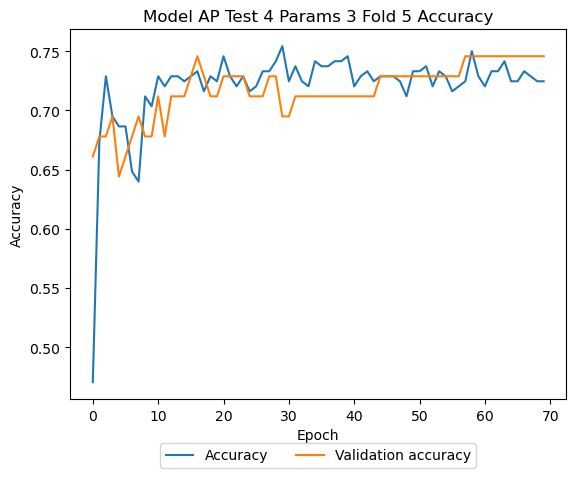 Model AP Test 4 Params 3 Fold 5 Accuracy
0.75
0.70
0.65
0.60
0.55
0.50
Accuracy
0 10 20 30 40 50 60 70
Epoch
Accuracy Validation accuracy